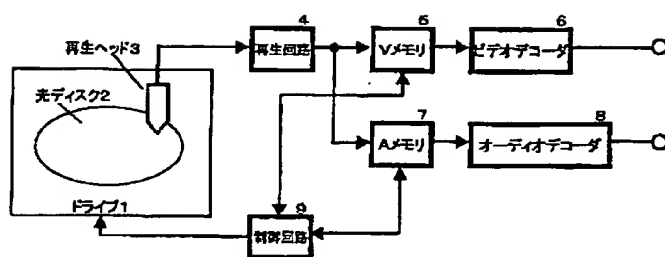 再生ヘッド3
光ディスク2
ドライブ1
4
再生回路
5
Vメモリ
6
ビデオデコーダ
7
Aメモリ
8
オーディオデコーダ
9
制御回路